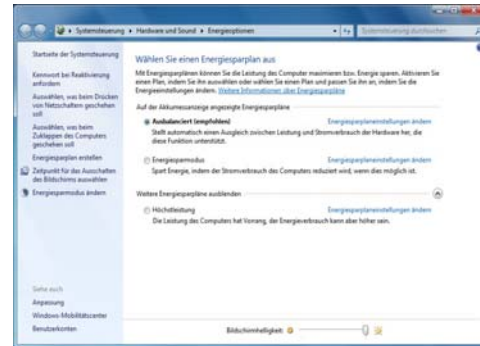 Systemsteuerung ▸ Hardware und Sound ▸ Energieoptionen
Systemsteuerung durchsuchen
Startseite der Systemsteuerung
Kennwort bei Reaktivierung
anfordern
Auswählen, was beim Drücken
von Netzschaltern geschehen
soll
Auswählen, was beim
Zuklappen des Computers
geschehen soll
Energiesparplan erstellen
Zeitpunkt für das Ausschalten
des Bildschirms auswählen
Energiesparmodus ändern
Siehe auch
Anpassung
Windows-Mobilitätscenter
Benutzerkonten
Wählen Sie einen Energiesparplan aus
Mit Energiesparplänen können Sie die Leistung des Computer maximieren bzw. Energie sparen. Aktivieren Sie
einen Plan, indem Sie ihn auswählen oder wählen Sie einen Plan und passen Sie ihn an, indem Sie die
Energieeinstellungen ändern. Weitere Informationen über Energiesparpläne
Auf der Akkumessanzeige angezeigte Energiesparpläne
Ausbalanciert (empfohlen) Energiesparplaneinstellungen ändern
Stellt automatisch einen Ausgleich zwischen Leistung und Stromverbrauch der Hardware her, die
diese Funktion unterstützt.
Energiesparmodus Energiesparplaneinstellungen ändern
Spart Energie, indem der Stromverbrauch des Computers reduziert wird, wenn dies möglich ist.
Weitere Energiesparpläne ausblenden
Höchstleistung Energiesparplaneinstellungen ändern
Die Leistung des Computers hat Vorrang, der Energieverbrauch kann aber höher sein.
Bildschirmhelligkeit: